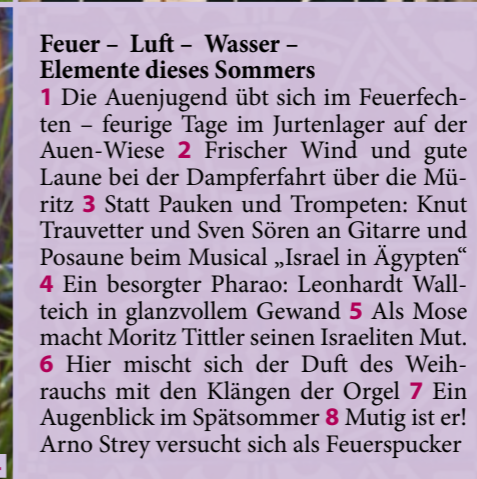 Feuer – Luft – Wasser –
Elemente dieses Sommers
1 Die Auenjugend übt sich im Feuerfech-
ten – feurige Tage im Jurtenlager auf der
Auen-Wiese 2 Frischer Wind und gute
Laune bei der Dampferfahrt über die Mü-
ritz 3 Statt Pauken und Trompeten: Knut
Trauvetter und Sven Sören an Gitarre und
Posaune beim Musical „Israel in Ägypten“
4 Ein besorgter Pharao: Leonhardt Wall-
teich in glanzvollem Gewand 5 Als Mose
macht Moritz Tittler seinen Israeliten Mut.
6 Hier mischt sich der Duft des Weih-
rauchs mit den Klängen der Orgel 7 Ein
Augenblick im Spätsommer 8 Mutig ist er!
Arno Strey versucht sich als Feuerspucker